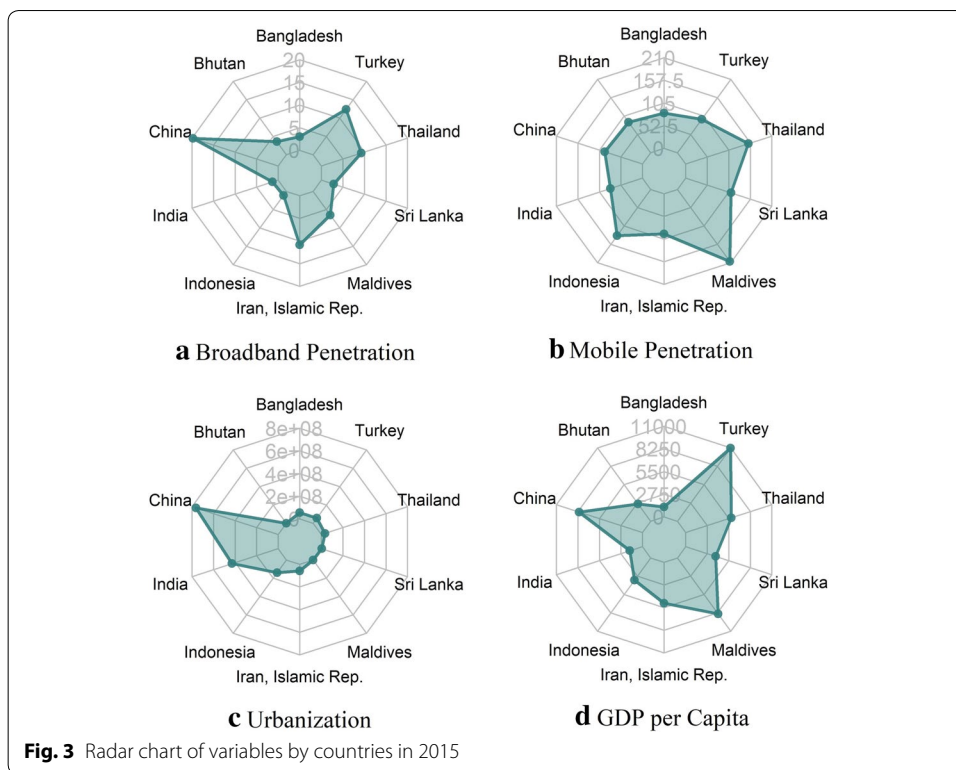 Bangladesh
Bhutan
Turkey
20
15
10
5
0
China
Thailand
India
Sri Lanka
Indonesia
Maldives
Iran, Islamic Rep.
a Broadband Penetration
Bangladesh
Bhutan
Turkey
210
157.5
105
52.5
0
China
Thailand
India
Sri Lanka
Indonesia
Maldives
Iran, Islamic Rep.
b Mobile Penetration
Bangladesh
Bhutan
Turkey
8e+08
6e+08
4e+08
2e+08
0
China
Thailand
India
Sri Lanka
Indonesia
Maldives
Iran, Islamic Rep.
c Urbanization
Bangladesh
Bhutan
Turkey
11000
8250
5500
2750
0
China
Thailand
India
Sri Lanka
Indonesia
Maldives
Iran, Islamic Rep.
d GDP per Capita
Fig. 3 Radar chart of variables by countries in 2015